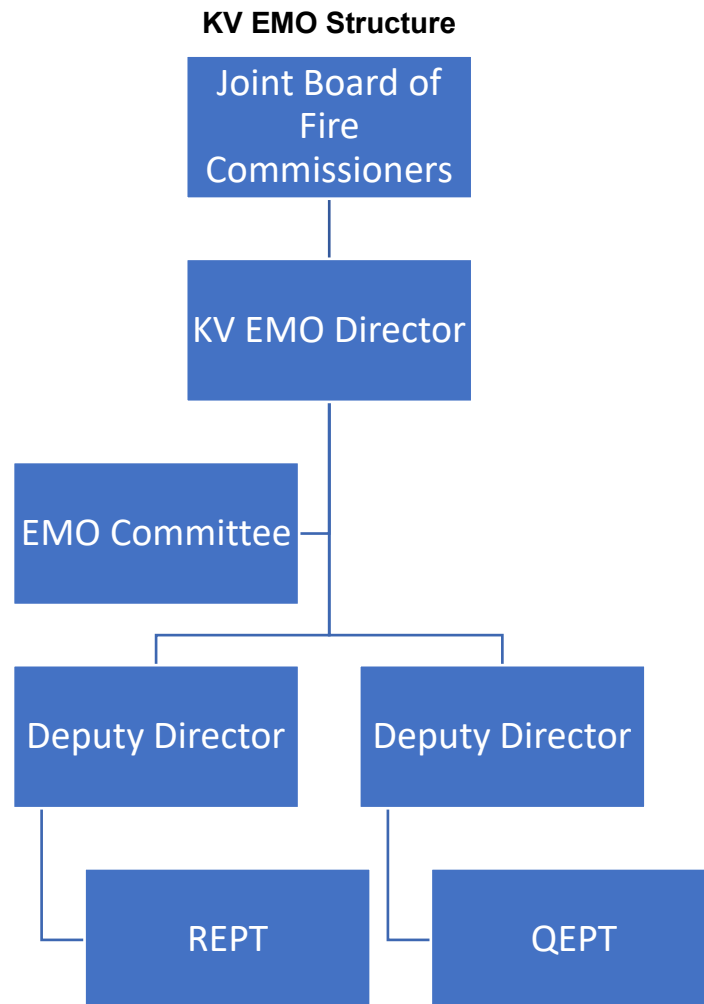 KV EMO Structure
Joint Board of
Fire
Commissioners
KV EMO Director
EMO Committee
Deputy Director
Deputy Director
REPT
QEPT